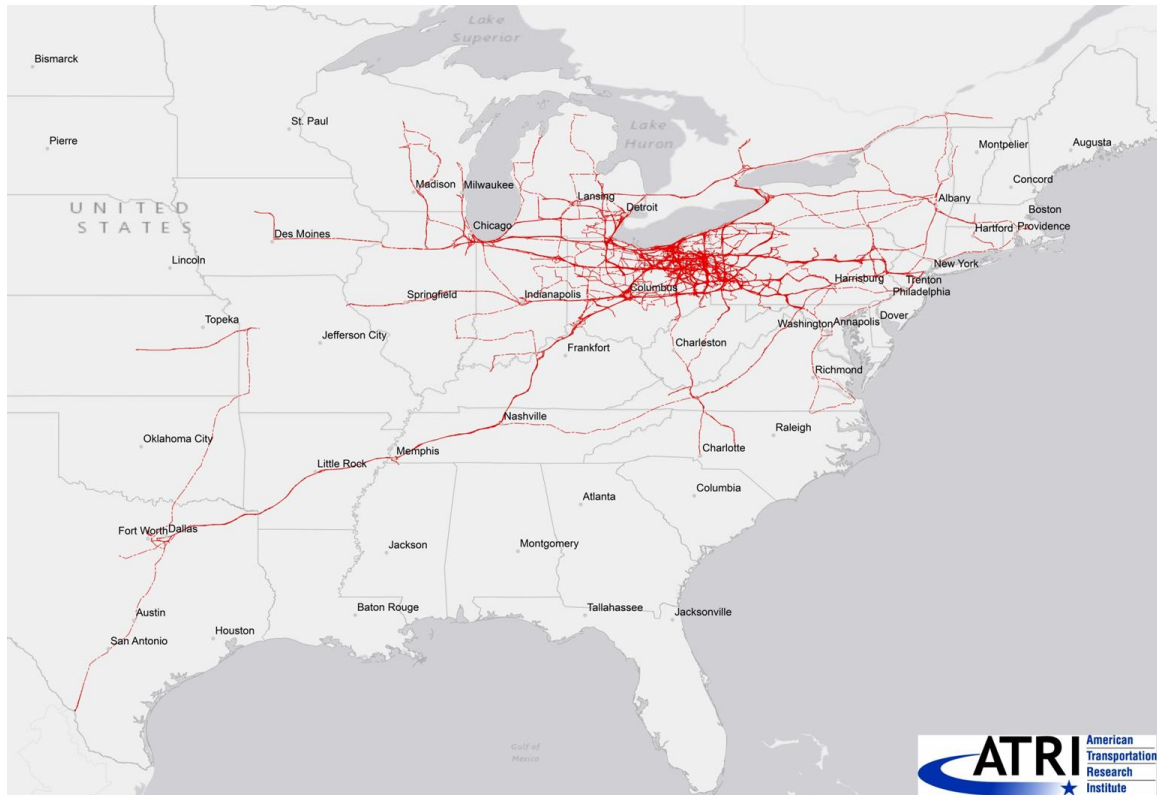 Lake
Superior
Bismarck
St. Paul
Lake
Huron
Pierre
Montpelier
Augusta
Concord
Madison
Milwaukee
Lansing
Detroit
Albany
Boston
UNITED
STATES
Des Moines
Chicago
Hartford
Providence
Lincoln
New York
Springfield
Indianapolis
Columbus
Harrisburg
Trenton
Philadelphia
Topeka
Jefferson City
Frankfort
Charleston
Washington
Annapolis
Dover
Richmond
Nashville
Oklahoma City
Little Rock
Memphis
Charlotte
Raleigh
Atlanta
Columbia
Fort Worth
Dallas
Jackson
Montgomery
Austin
Baton Rouge
Tallahassee
Jacksonville
San Antonio
Houston
Gulf of
Mexico
ATRI
American
Transportation
Research
Institute